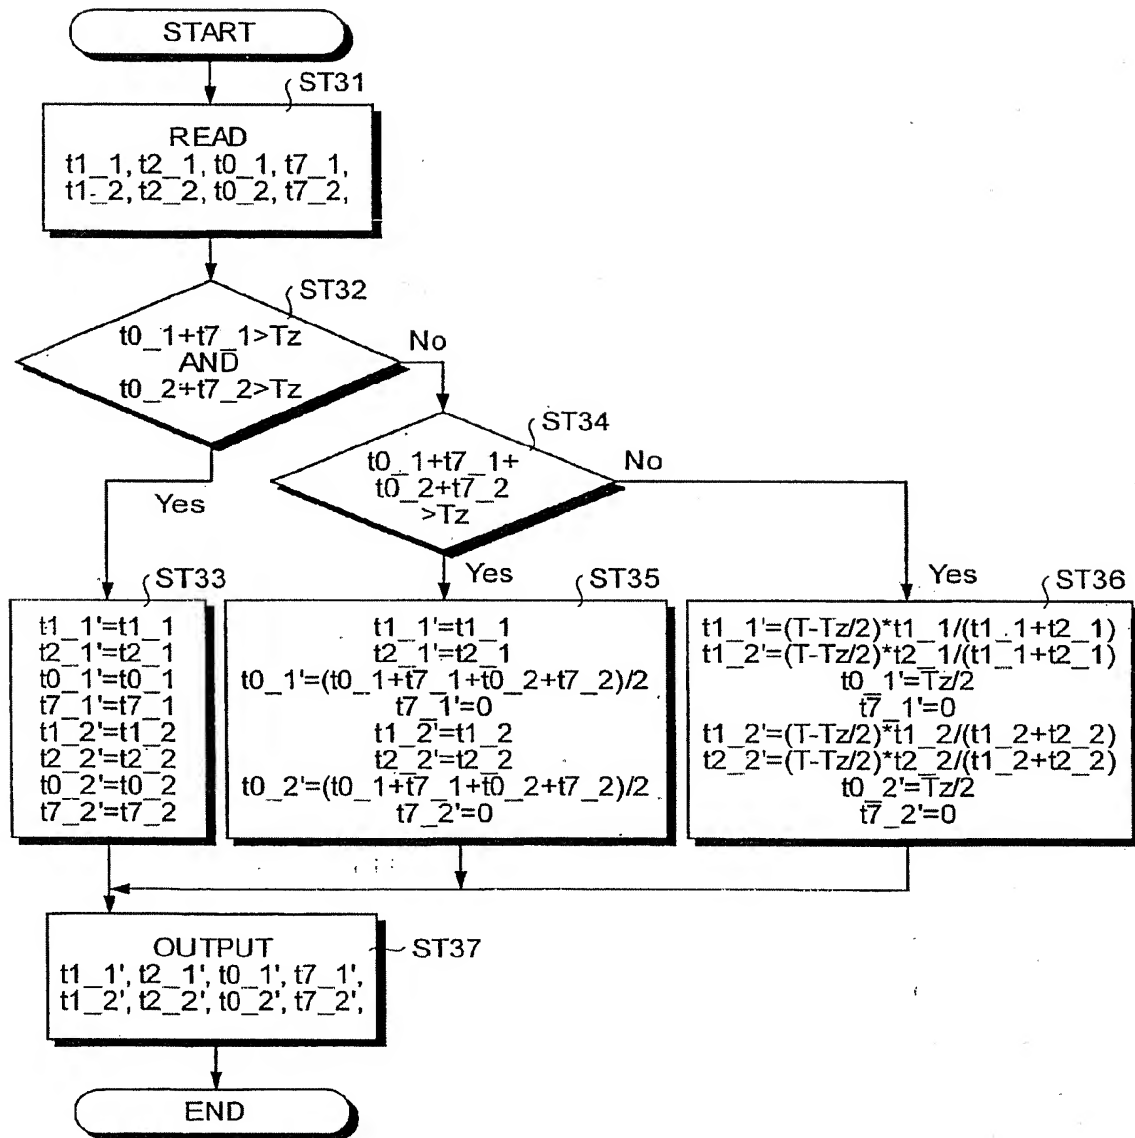 START
ST31
READ
t1_1, t2_1, t0_1, t7_1,
t1_2, t2_2, t0_2, t7_2,
ST32
t0_1+t7_1>Tz
AND
t0_2+t7_2>Tz
No
Yes
ST34
t0_1+t7_1+
t0_2+t7_2
>Tz
No
Yes
Yes
ST33
t1_1'=t1_1
t2_1'=t2_1
t0_1'=t0_1
t7_1'=t7_1
t1_2'=t1_2
t2_2'=t2_2
t0_2'=t0_2
t7_2'=t7_2
ST35
t1_1'=t1_1
t2_1'=t2_1
t0_1'=(t0_1+t7_1+t0_2+t7_2)/2
t7_1'=0
t1_2'=t1_2
t2_2'=t2_2
t0_2'=(t0_1+t7_1+t0_2+t7_2)/2
t7_2'=0
ST36
t1_1'=(T-Tz/2)*t1_1/(t1_1+t2_1)
t1_2'=(T-Tz/2)*t2_1/(t1_1+t2_1)
t0_1'=Tz/2
t7_1'=0
t1_2'=(T-Tz/2)*t1_2/(t1_2+t2_2)
t2_2'=(T-Tz/2)*t2_2/(t1_2+t2_2)
t0_2'=Tz/2
t7_2'=0
OUTPUT
t1_1', t2_1', t0_1', t7_1',
t1_2', t2_2', t0_2', t7_2',
ST37
END